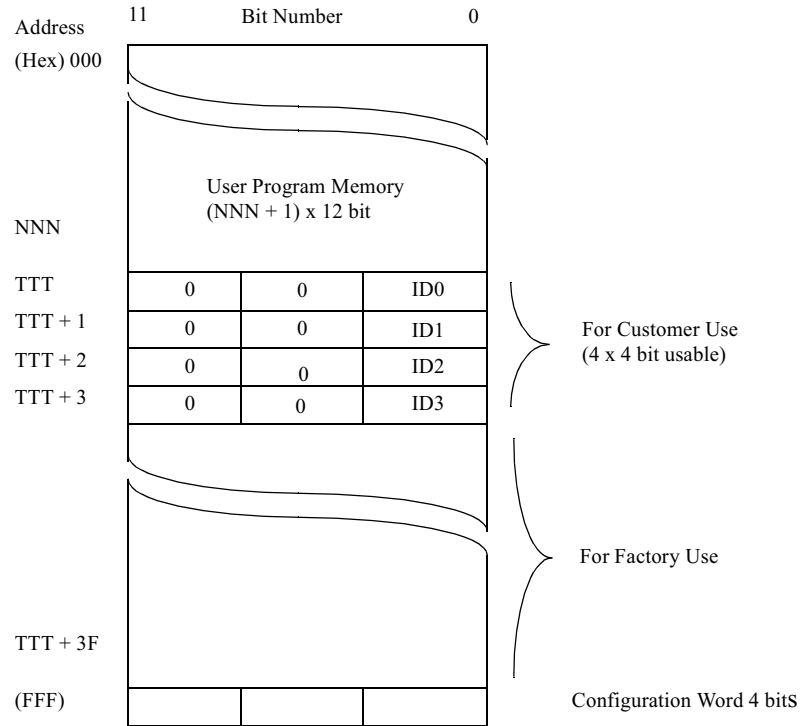 11 Bit Number 0
Address
(Hex) 000
User Program Memory
(NNN + 1) x 12 bit
NNN
TTT 0 0 ID0
TTT + 1 0 0 ID1
TTT + 2 0 0 ID2
TTT + 3 0 0 ID3
For Customer Use
(4 x 4 bit usable)
For Factory Use
TTT + 3F
(FFF) Configuration Word 4 bits